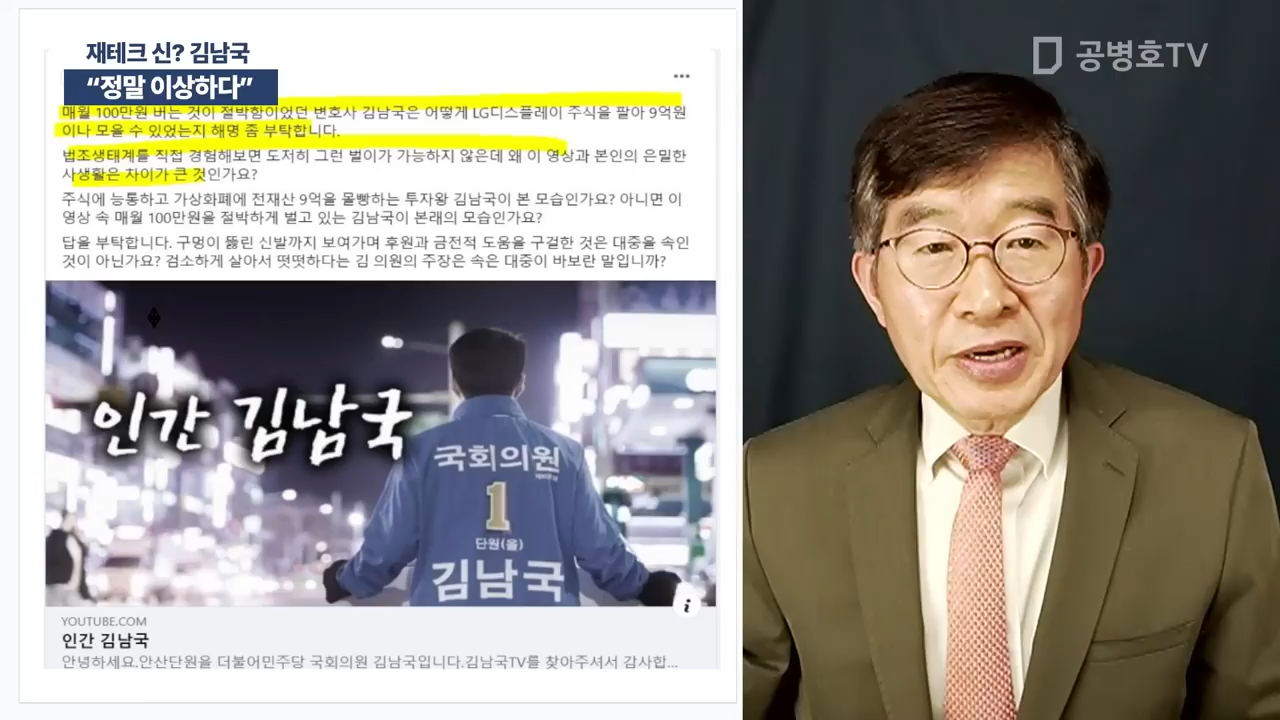 재테크 신? 김남국
“정말 이상하다”
공병호TV
매월 100만원 버는 것이 절박함이었던 변호사 김남국은 어떻게 LG디스플레이 주식을 팔아 9억원
이나 모을 수 있었는지 해명 좀 부탁합니다.
법조생태계를 직접 경험해보면 도저히 그런 벌이가 가능하지 않은데 왜 이 영상과 본인의 은밀한
사생활은 차이가 큰 것인가요?
주식에 능통하고 가상화폐에 전재산 9억을 몰빵하는 투자왕 김남국이 본 모습인가요? 아니면 이
영상 속 매월 100만원을 절박하게 벌고 있는 김남국이 본래의 모습인가요?
답을 부탁합니다. 구멍이 뚫린 신발까지 보여가며 후원과 금전적 도움을 구걸한 것은 대중을 속인
것이 아닌가요? 검소하게 살아서 떳떳하다는 김 의원의 주장은 속은 대중이 바보란 말입니까?
인간 김남국
국회의원
1
단원(을)
김남국
YOUTUBE.COM
인간 김남국
안녕하세요.안산단원을 더불어민주당 국회의원 김남국입니다.김남국TV를 찾아주셔서 감사합...